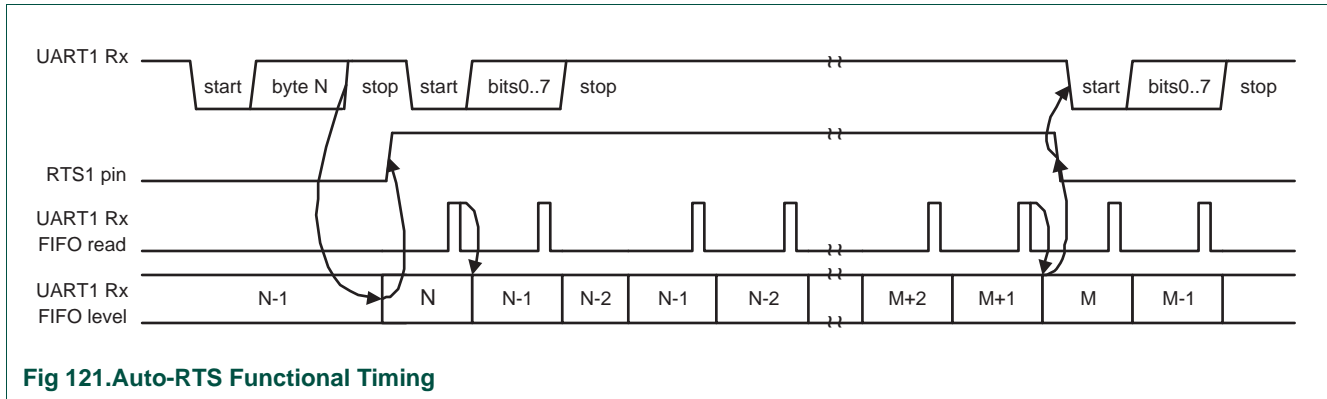 UART1 Rx
start byte N stop start bits0..7 stop start bits0..7 stop
RTS1 pin
UART1 Rx
FIFO read
UART1 Rx
FIFO level
N-1 N N-1 N-2 N-1 N-2 M+2 M+1 M M-1
Fig 121.Auto-RTS Functional Timing